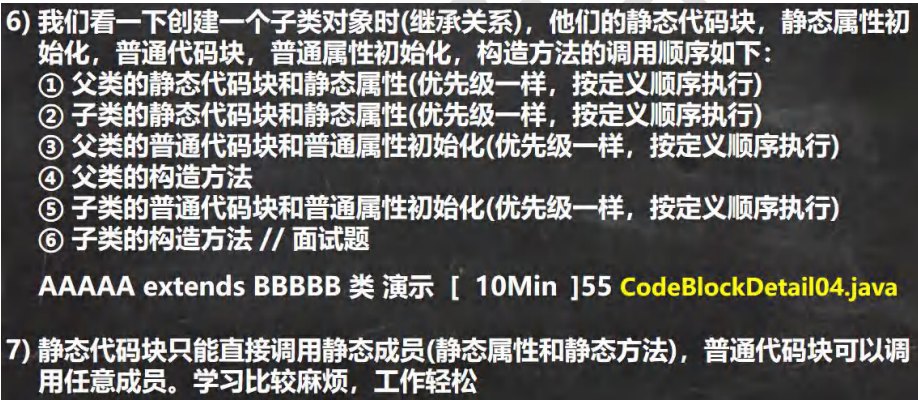 6) 我们看一下创建一个子类对象时(继承关系)，他们的静态代码块，静态属性初
始化，普通代码块，普通属性初始化，构造方法的调用顺序如下：
① 父类的静态代码块和静态属性(优先级一样，按定义顺序执行)
② 子类的静态代码块和静态属性(优先级一样，按定义顺序执行)
③ 父类的普通代码块和普通属性初始化(优先级一样，按定义顺序执行)
④ 父类的构造方法
⑤ 子类的普通代码块和普通属性初始化(优先级一样，按定义顺序执行)
⑥ 子类的构造方法 // 面试题
AAAAA extends BBBBB 类 演示 [ 10Min ]55 CodeBlockDetail04.java
7) 静态代码块只能直接调用静态成员(静态属性和静态方法)，普通代码块可以调
用任意成员。学习比较麻烦，工作轻松